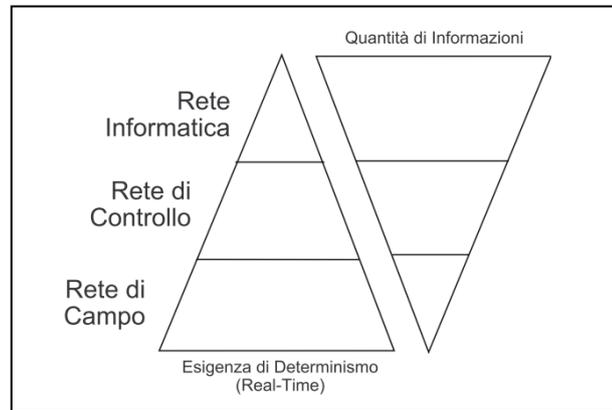 Quantità di Informazioni
Rete
Informatica
Rete di
Controllo
Rete di
Campo
Esigenza di Determinismo
(Real-Time)